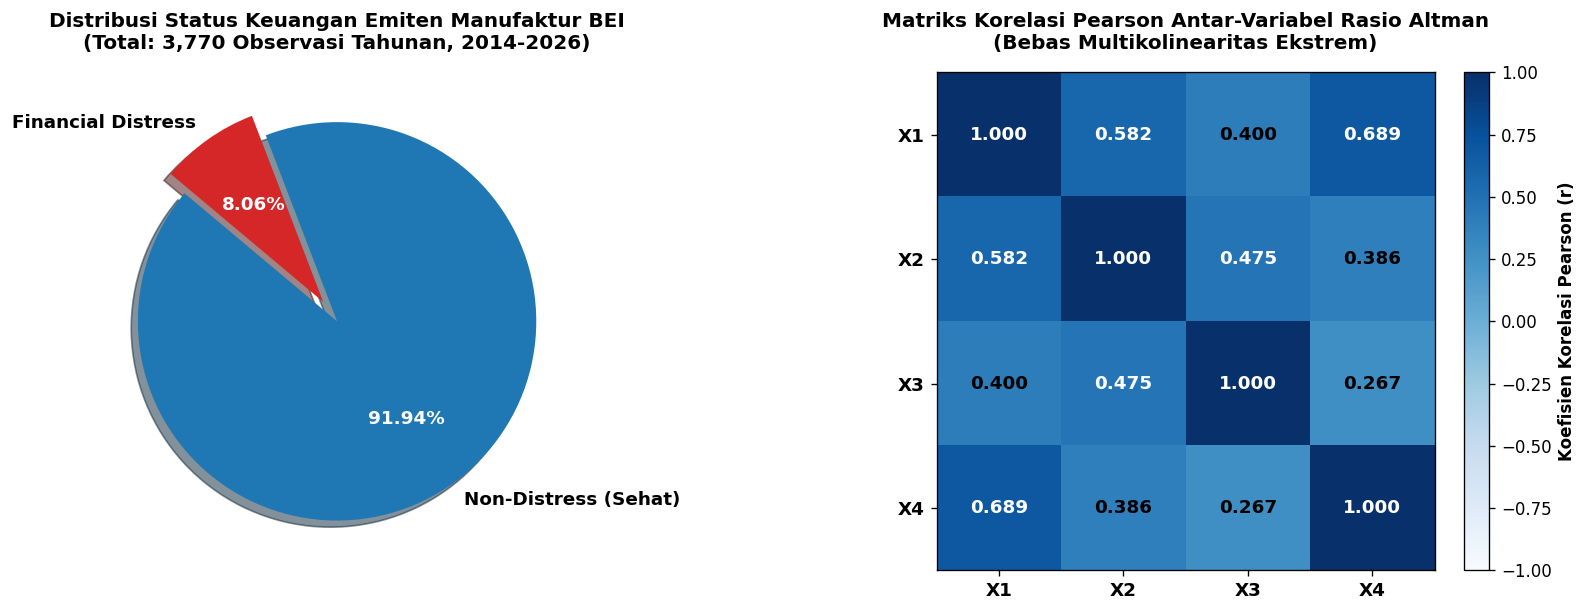 Distribusi Status Keuangan Emiten Manufaktur BEI
(Total: 3,770 Observasi Tahunan, 2014-2026)
Financial Distress
8.06%
91.94%
Non-Distress (Sehat)
Matriks Korelasi Pearson Antar-Variabel Rasio Altman
(Bebas Multikolinearitas Ekstrem)
X1 1.000 0.582 0.400 0.689
X2 0.582 1.000 0.475 0.386
X3 0.400 0.475 1.000 0.267
X4 0.689 0.386 0.267 1.000
X1 X2 X3 X4
1.00
0.75
0.50
0.25
0.00
−0.25
−0.50
−0.75
−1.00
Koefisien Korelasi Pearson (r)